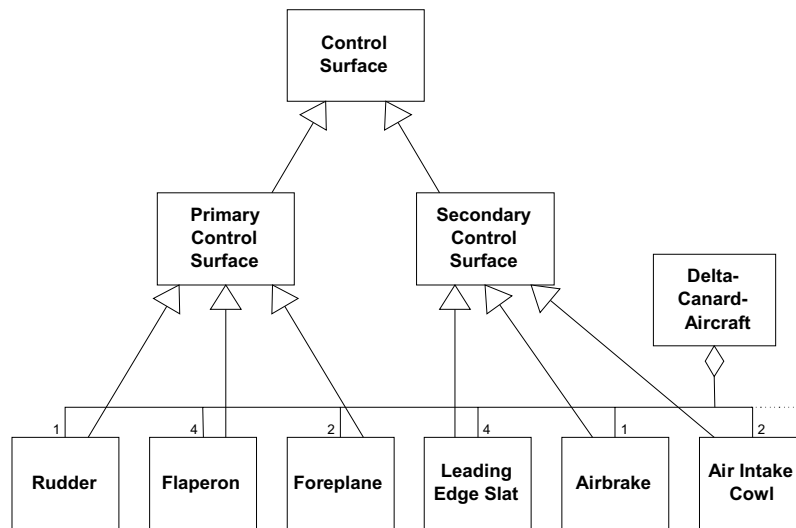 Control
Surface
Primary
Control
Surface
Secondary
Control
Surface
Delta-
Canard-
Aircraft
1
4
2
4
1
2
Rudder
Flaperon
Foreplane
Leading
Edge Slat
Airbrake
Air Intake
Cowl